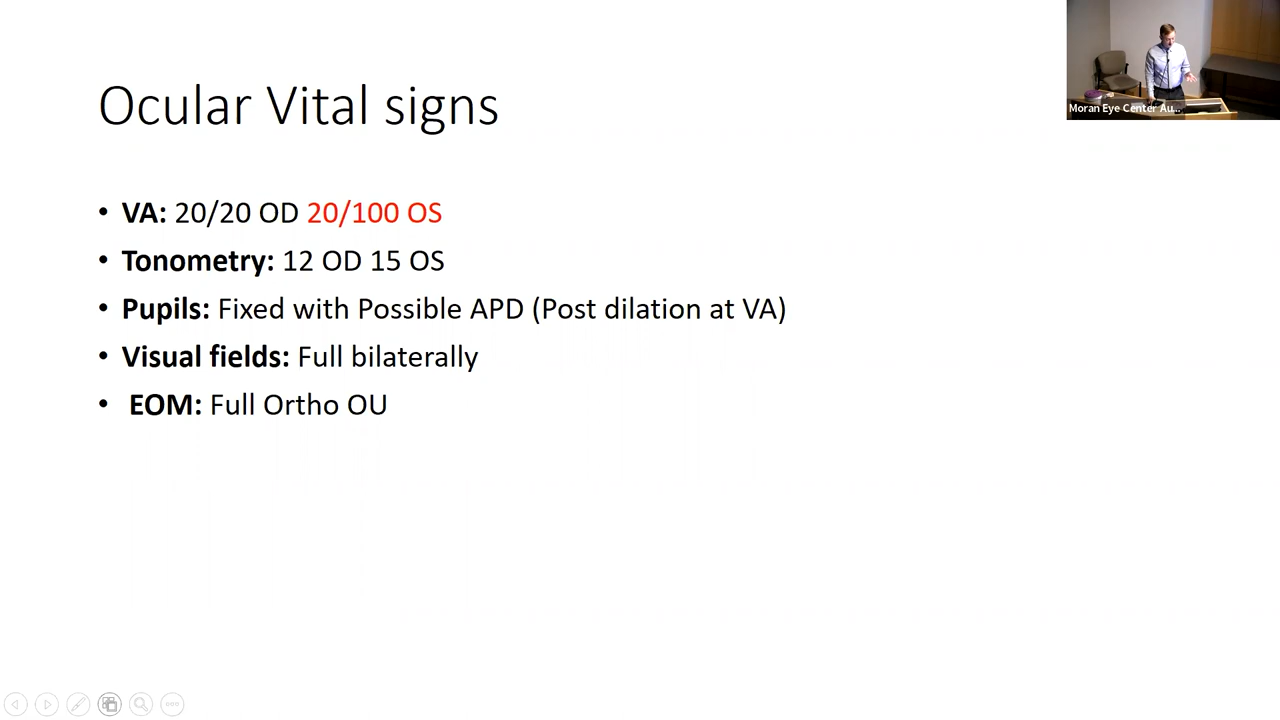 Ocular Vital signs
Moran Eye Center Au...
• VA: 20/20 OD 20/100 OS
• Tonometry: 12 OD 15 OS
• Pupils: Fixed with Possible APD (Post dilation at VA)
• Visual fields: Full bilaterally
• EOM: Full Ortho OU